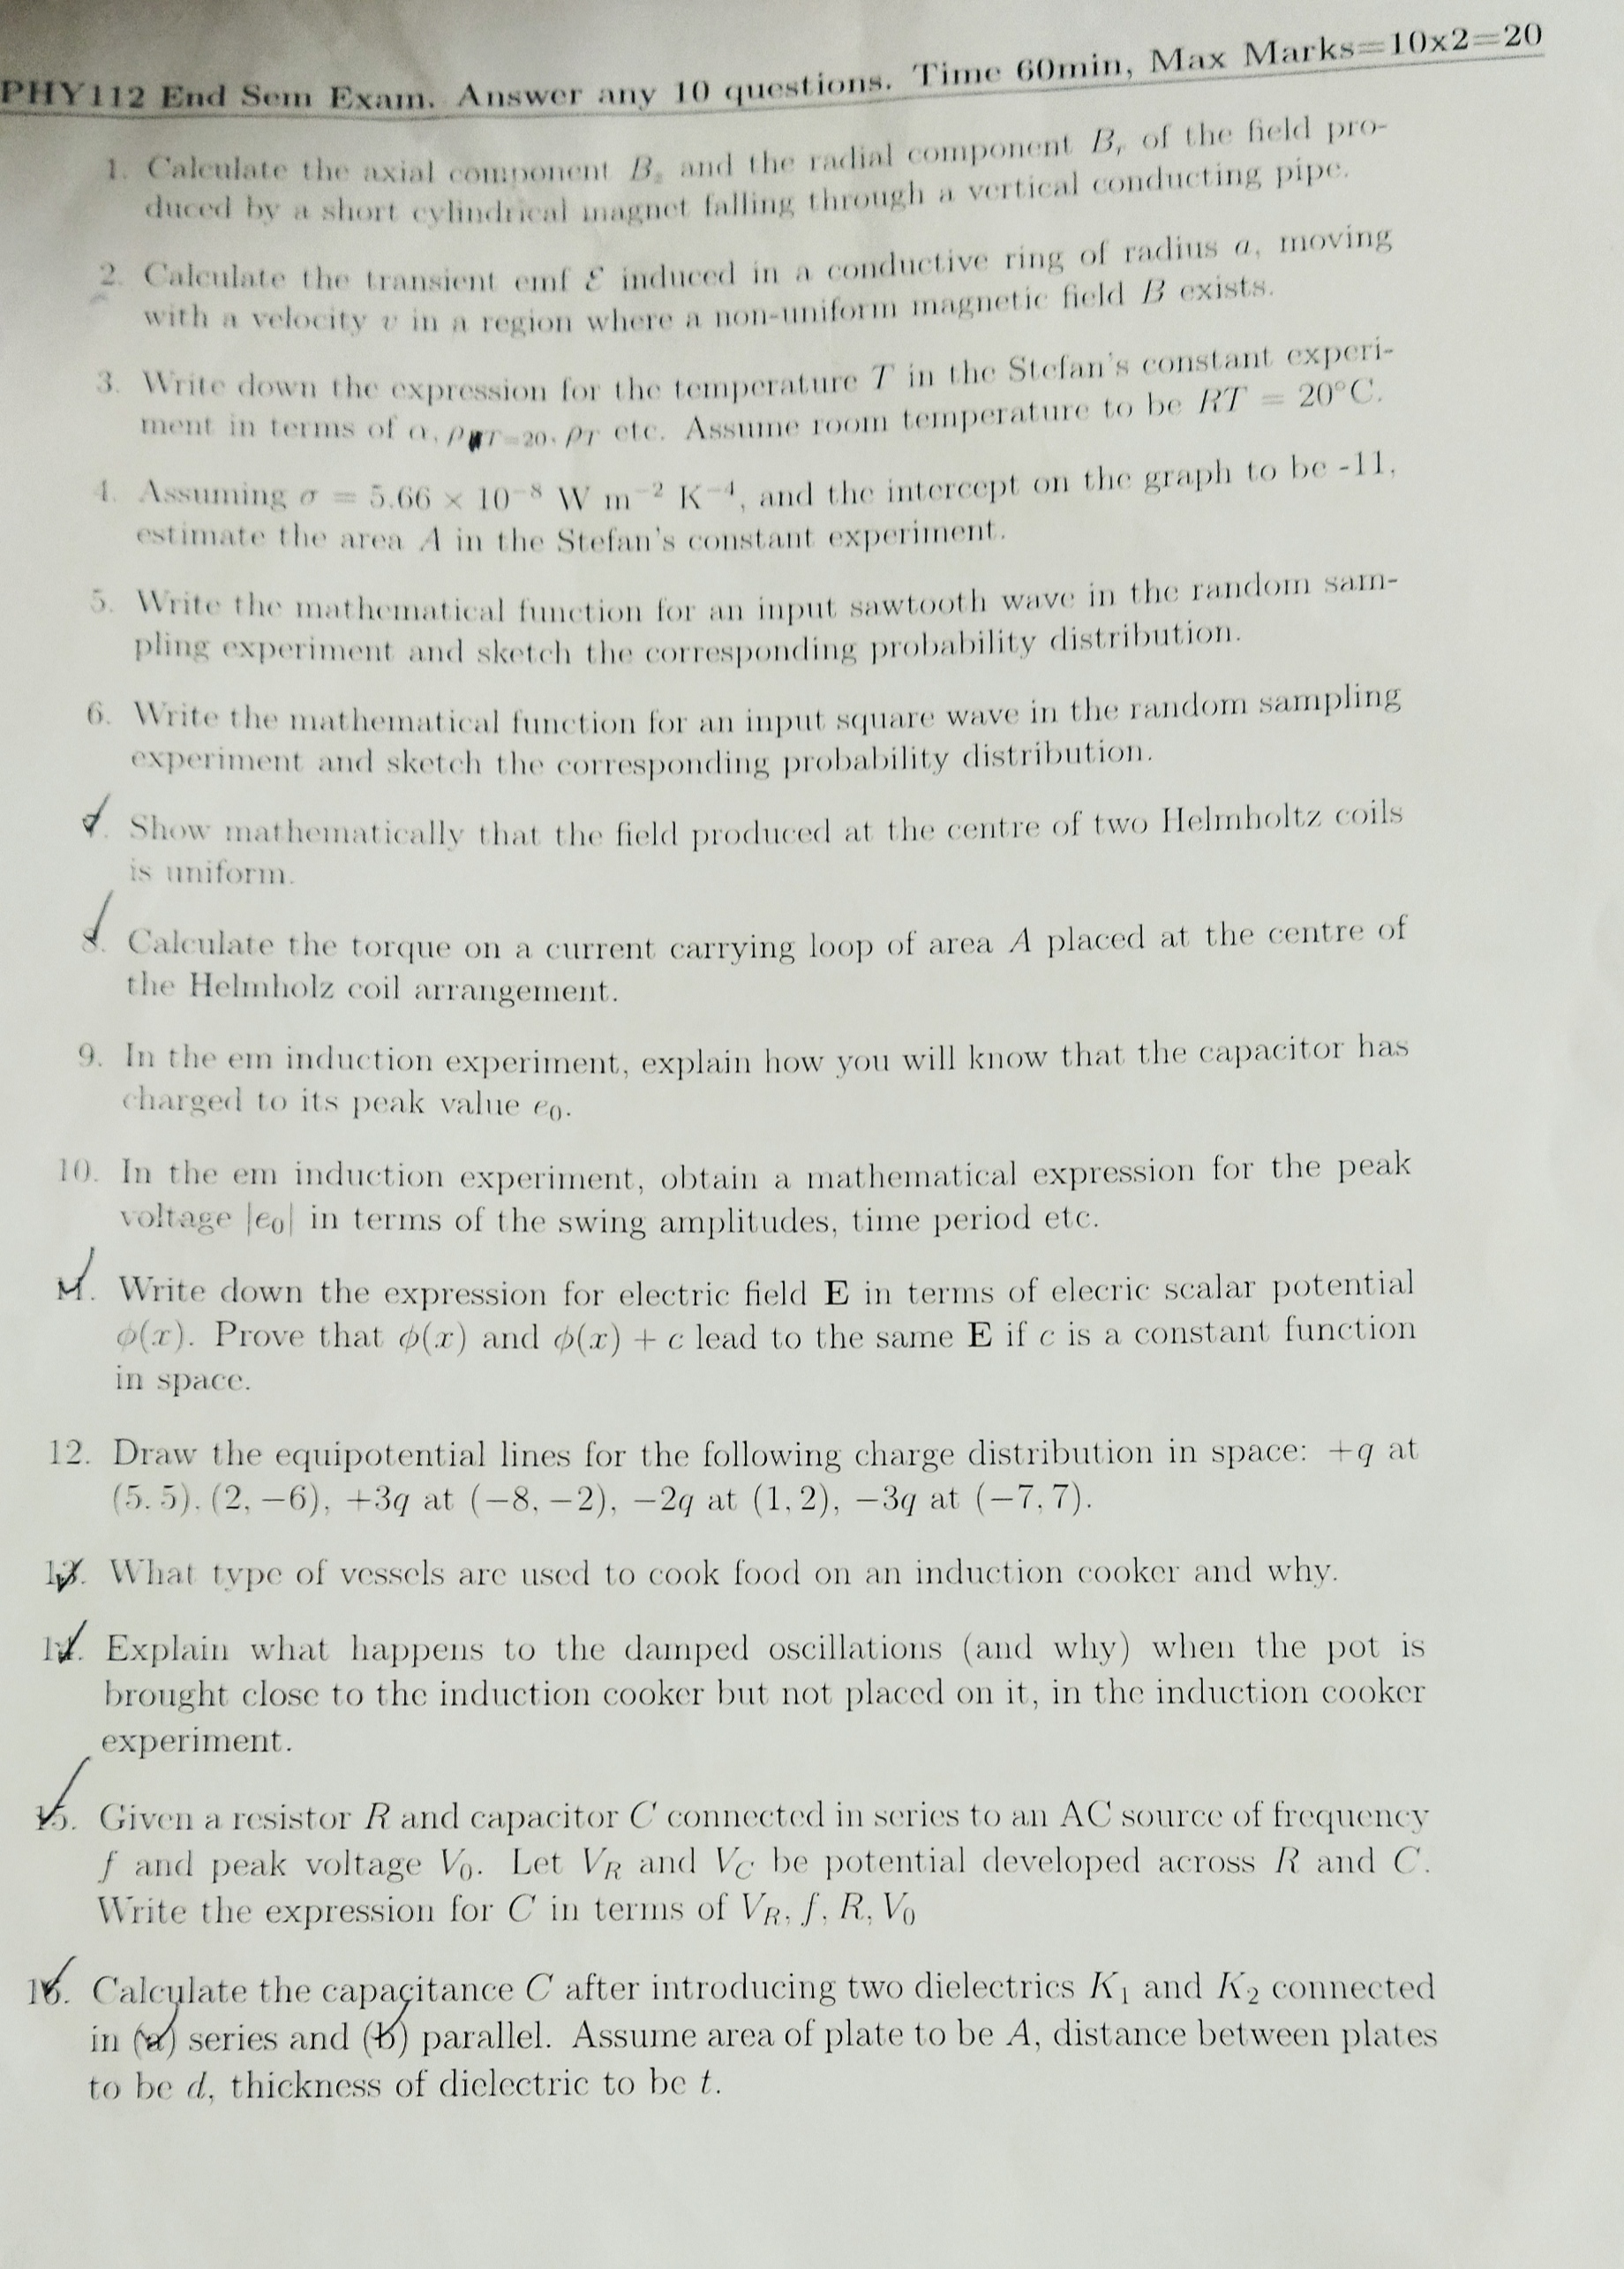 PHY112 End Sem Exam. Answer any 10 questions. Time 60min, Max Marks=10x2=20
1. Calculate the axial component B_z and the radial component B_r of the field pro-
duced by a short cylindrical magnet falling through a vertical conducting pipe.
2. Calculate the transient emf ℰ induced in a conductive ring of radius a, moving
with a velocity v in a region where a non-uniform magnetic field B exists.
3. Write down the expression for the temperature T in the Stefan's constant experi-
ment in terms of α, ρ_RT=20, ρ_T etc. Assume room temperature to be RT = 20°C.
4. Assuming σ = 5.66 × 10⁻⁸ W m⁻² K⁻⁴, and the intercept on the graph to be -11,
estimate the area A in the Stefan's constant experiment.
5. Write the mathematical function for an input sawtooth wave in the random sam-
pling experiment and sketch the corresponding probability distribution.
6. Write the mathematical function for an input square wave in the random sampling
experiment and sketch the corresponding probability distribution.
7. Show mathematically that the field produced at the centre of two Helmholtz coils
is uniform.
8. Calculate the torque on a current carrying loop of area A placed at the centre of
the Helmholz coil arrangement.
9. In the em induction experiment, explain how you will know that the capacitor has
charged to its peak value e₀.
10. In the em induction experiment, obtain a mathematical expression for the peak
voltage |e₀| in terms of the swing amplitudes, time period etc.
11. Write down the expression for electric field E in terms of elecric scalar potential
ϕ(x). Prove that ϕ(x) and ϕ(x) + c lead to the same E if c is a constant function
in space.
12. Draw the equipotential lines for the following charge distribution in space: +q at
(5, 5), (2, −6), +3q at (−8, −2), −2q at (1, 2), −3q at (−7, 7).
13. What type of vessels are used to cook food on an induction cooker and why.
14. Explain what happens to the damped oscillations (and why) when the pot is
brought close to the induction cooker but not placed on it, in the induction cooker
experiment.
15. Given a resistor R and capacitor C connected in series to an AC source of frequency
f and peak voltage V₀. Let V_R and V_C be potential developed across R and C.
Write the expression for C in terms of V_R, f, R, V₀
16. Calculate the capacitance C after introducing two dielectrics K₁ and K₂ connected
in (a) series and (b) parallel. Assume area of plate to be A, distance between plates
to be d, thickness of dielectric to be t.